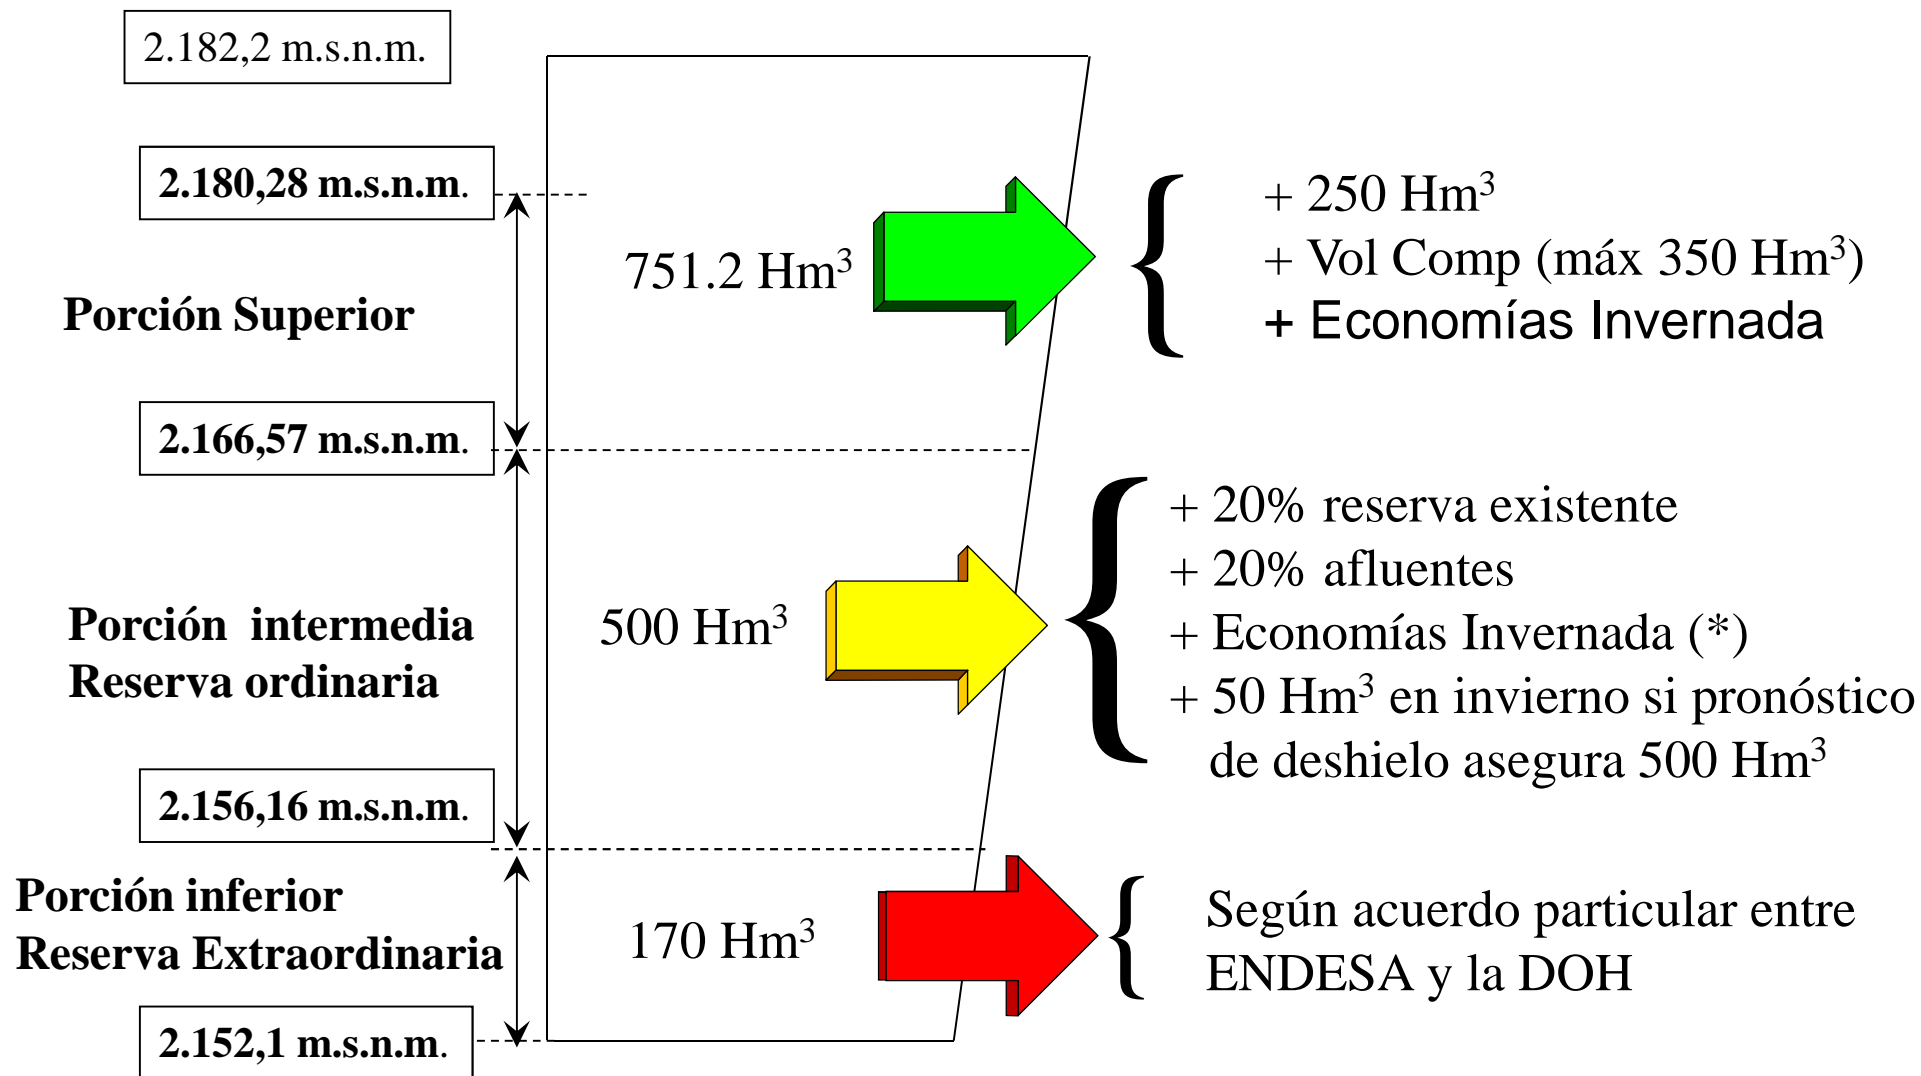 2.182,2 m.s.n.m.
2.180,28 m.s.n.m.
Porción Superior
2.166,57 m.s.n.m.
Porción intermedia
Reserva ordinaria
2.156,16 m.s.n.m.
Porción inferior
Reserva Extraordinaria
2.152,1 m.s.n.m.
751.2 Hm³
+ 250 Hm³
+ Vol Comp (máx 350 Hm³)
+ Economías Invernada
500 Hm³
+ 20% reserva existente
+ 20% afluentes
+ Economías Invernada (*)
+ 50 Hm³ en invierno si pronóstico
de deshielo asegura 500 Hm³
170 Hm³
Según acuerdo particular entre
ENDESA y la DOH